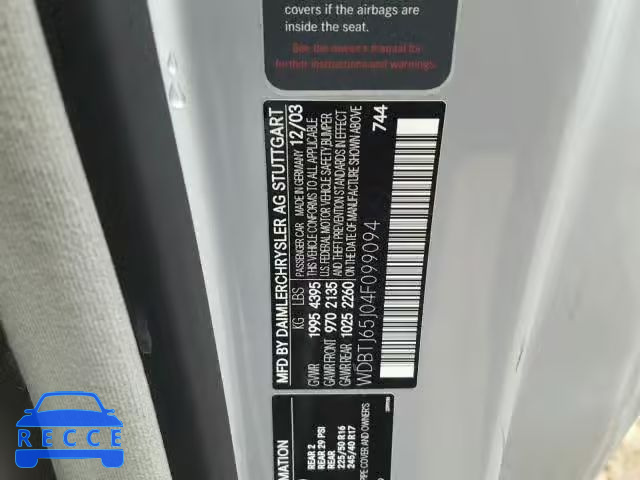 covers if the airbags are
inside the seat.
See the owner's manual for
further instructions and warnings.
MFD BY DAIMLERCHRYSLER AG STUTTGART
PASSENGER CAR MADE IN GERMANY 12/03
KG LBS THIS VEHICLE CONFORMS TO ALL APPLICABLE
GVWR 1995 4395 U.S. FEDERAL MOTOR VEHICLE SAFETY/BUMPER
GAWR FRONT 970 2135 AND THEFT PREVENTION STANDARDS IN EFFECT
GAWR REAR 1025 2260 ON THE DATE OF MANUFACTURE SHOWN ABOVE
744
WDBTJ65J04F099094
REAR 2
REAR 29 PSI
REAR
225/50 R16
245/40 R17
RECCE